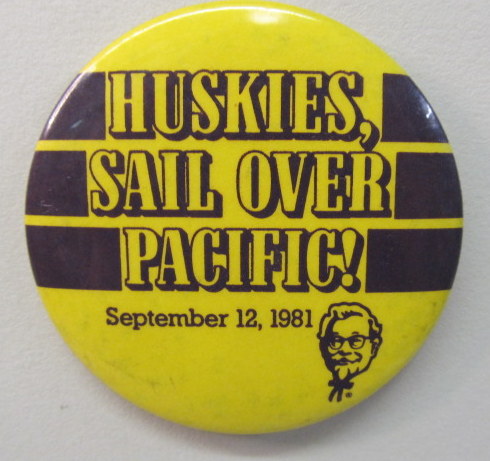 HUSKIES,
SAIL OVER
PACIFIC!
September 12, 1981
®